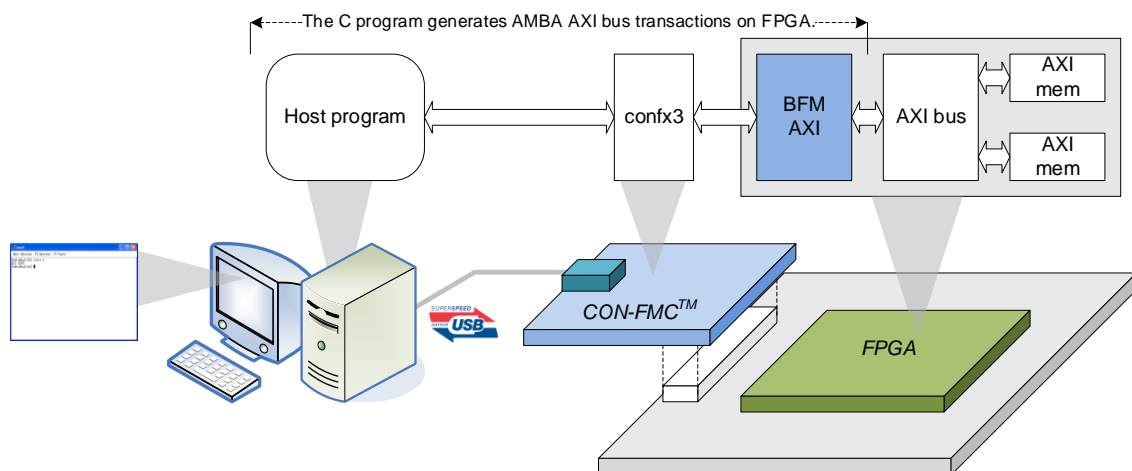 The C program generates AMBA AXI bus transactions on FPGA.
Host program
confx3
BFM
AXI
AXI bus
AXI
mem
AXI
mem
SUPERSPEED
USB
CON-FMC™
FPGA